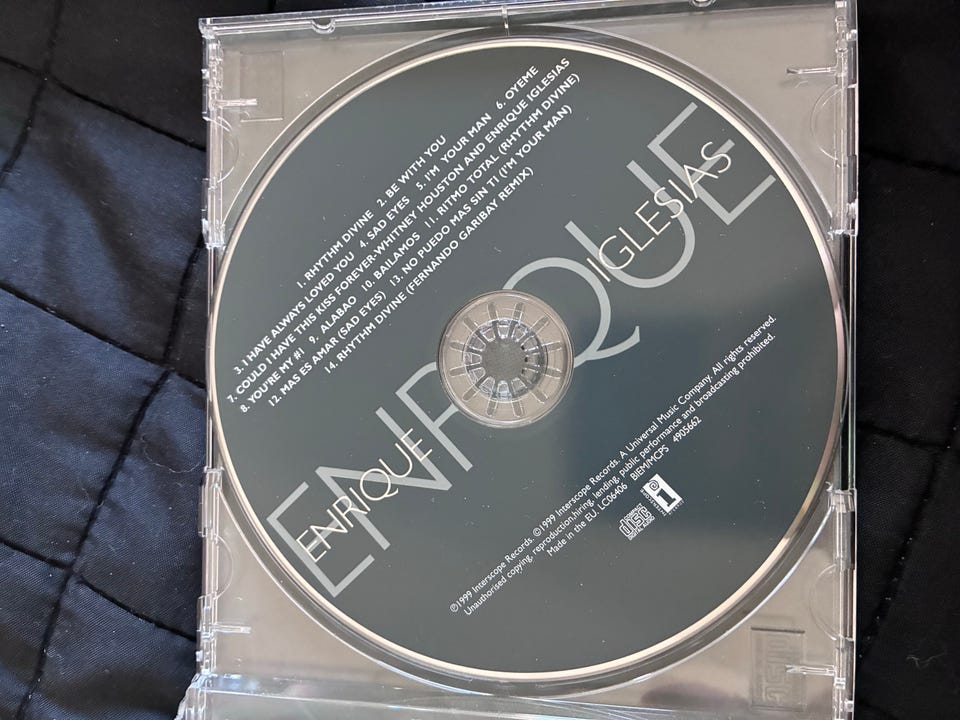 1. RHYTHM DIVINE 2. BE WITH YOU
3. I HAVE ALWAYS LOVED YOU 4. SAD EYES 5. I'M YOUR MAN 6. OYEME
7. COULD I HAVE THIS KISS FOREVER-WHITNEY HOUSTON AND ENRIQUE IGLESIAS
8. YOU'RE MY #1 9. ALABAO 10. BAILAMOS 11. RITMO TOTAL (RHYTHM DIVINE)
12. MAS ES AMAR (SAD EYES) 13. NO PUEDO MAS SIN TI (I'M YOUR MAN)
14. RHYTHM DIVINE (FERNANDO GARIBAY REMIX)
ENRIQUE
ENRIQUE IGLESIAS
℗1999 Interscope Records. ©1999 Interscope Records. A Universal Music Company. All rights reserved.
Unauthorised copying, reproduction, hiring, lending, public performance and broadcasting prohibited.
Made in the EU. LC06406 BIEM/MCPS 4905662
COMPACT
disc
DIGITAL AUDIO